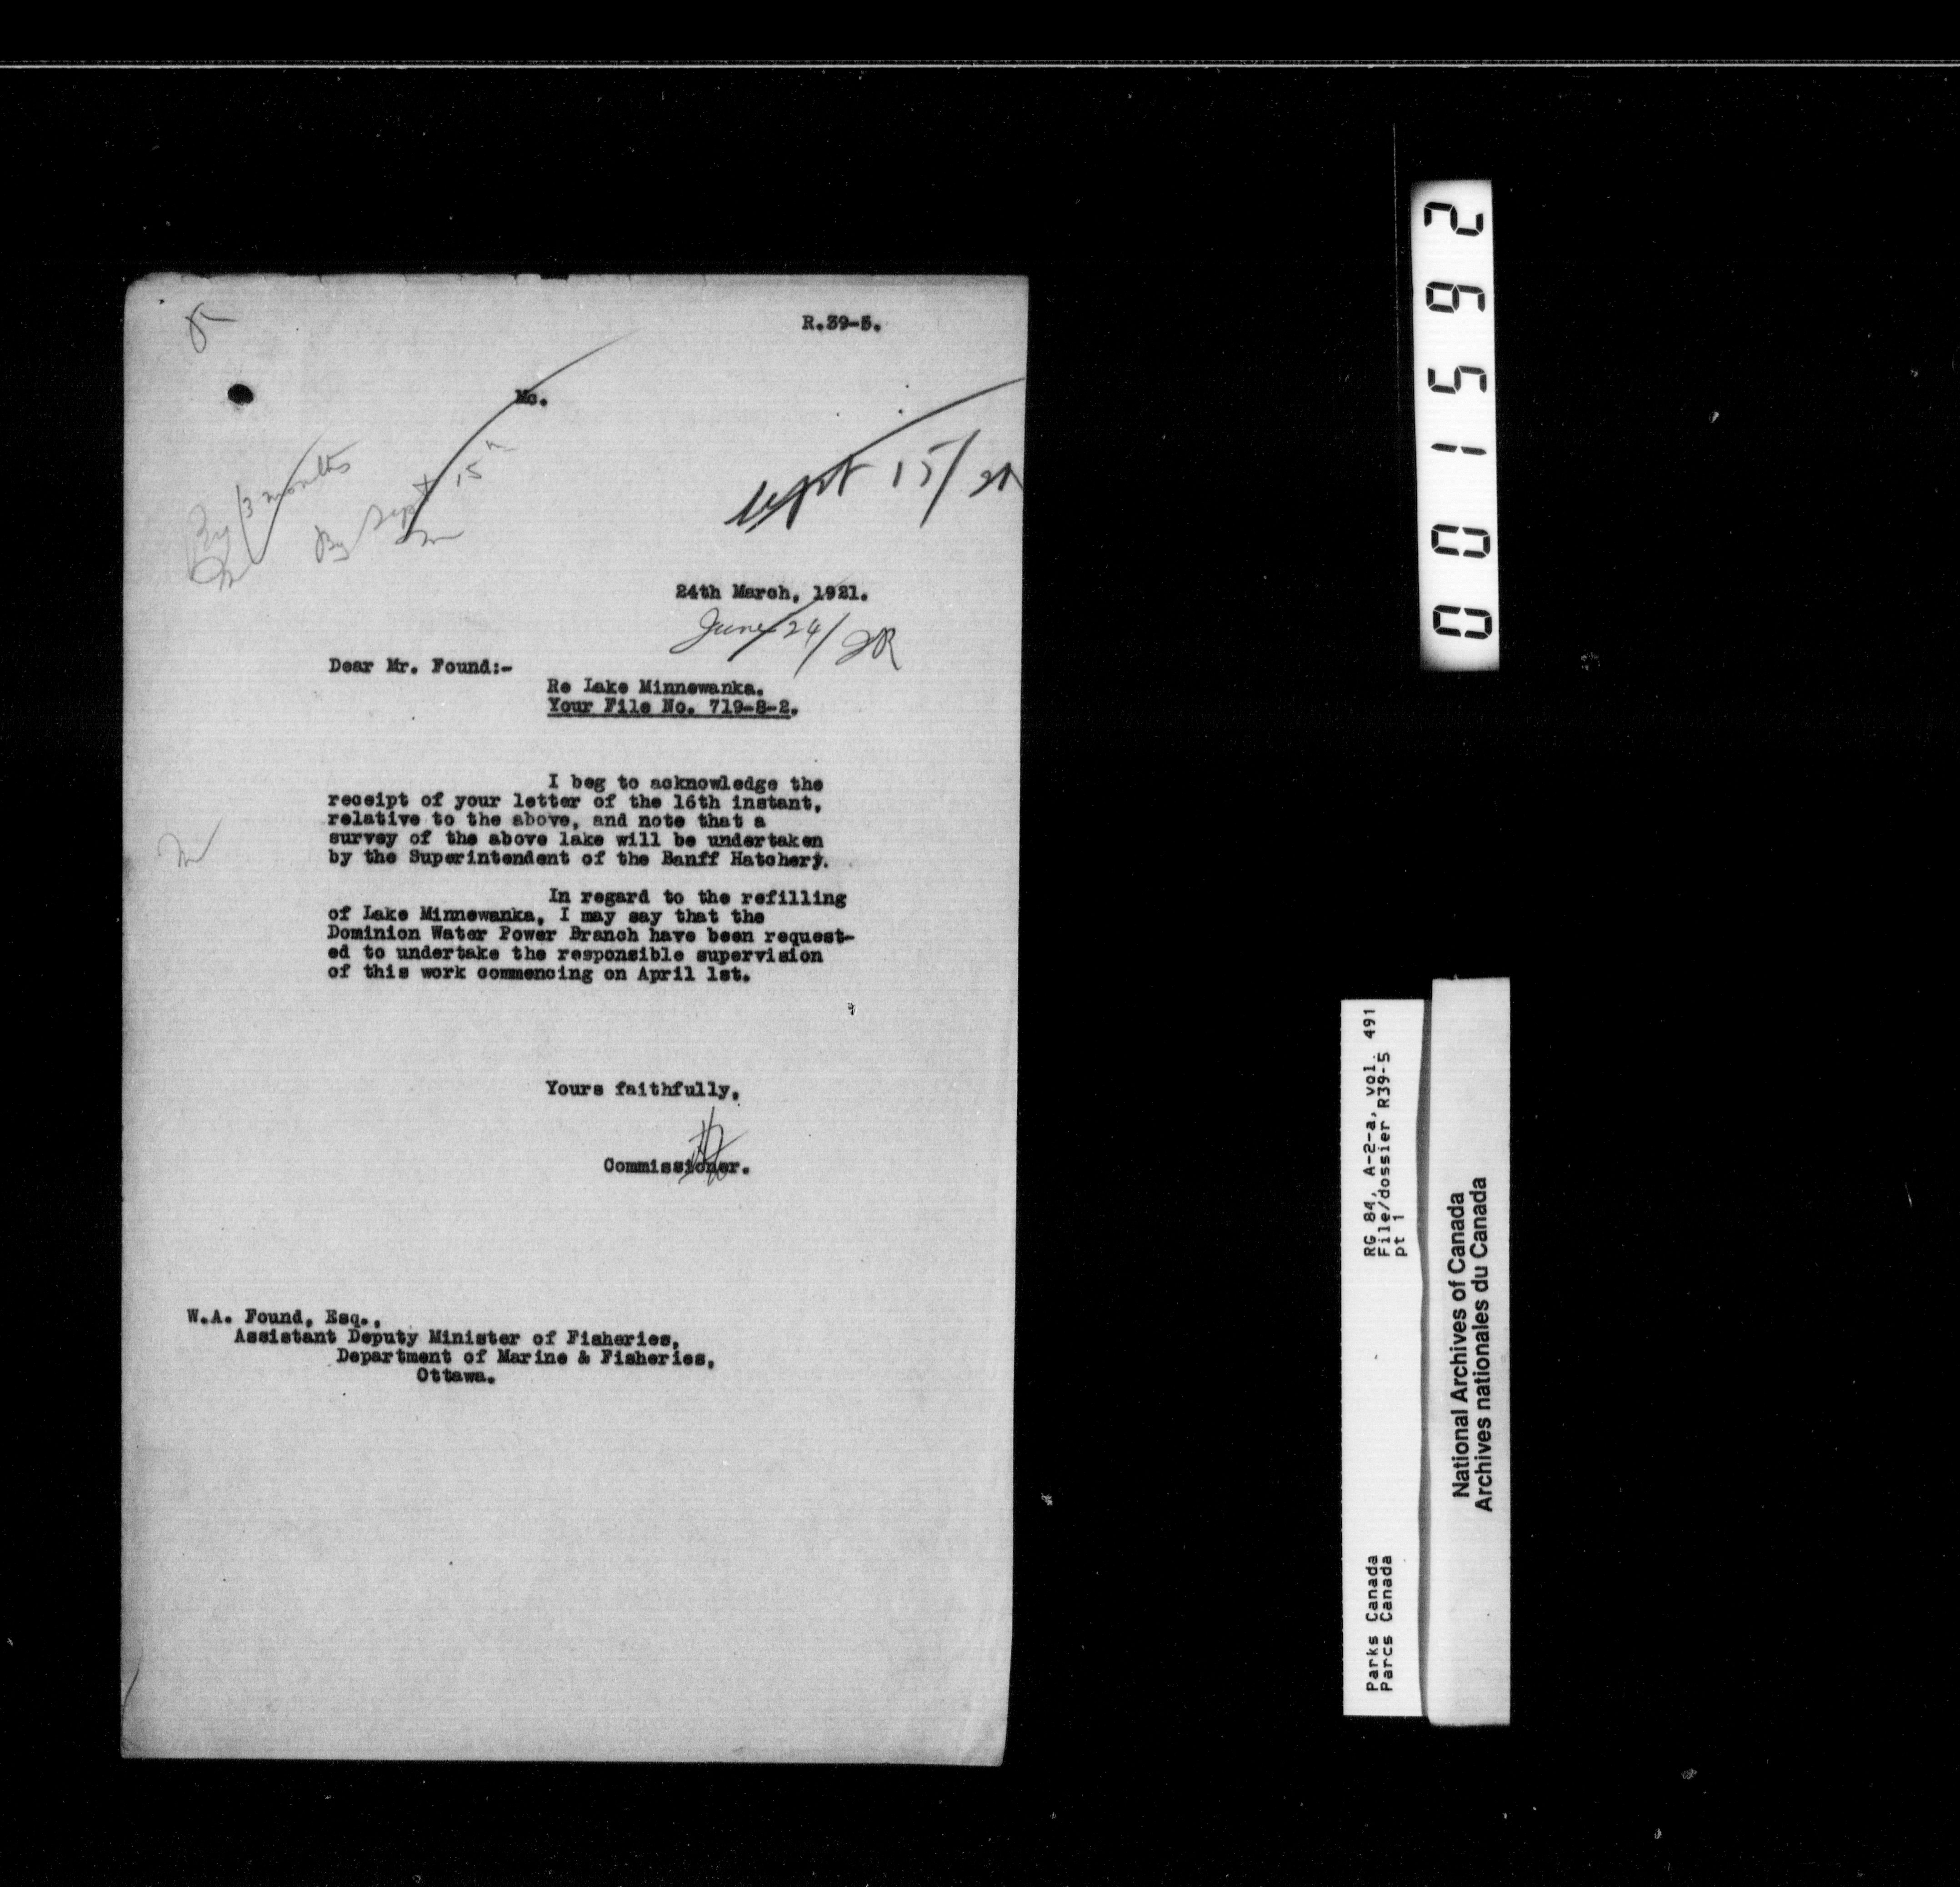 R.39-5.
Mc.
By 3 months
By Sept 15
Sept 15/21
24th March, 1921.
June 24/
Dear Mr. Found:-
Re Lake Minnewanka.
Your File No. 719-8-2.
I beg to acknowledge the
receipt of your letter of the 16th instant,
relative to the above, and note that a
survey of the above lake will be undertaken
by the Superintendent of the Banff Hatchery.
In regard to the refilling
of Lake Minnewanka, I may say that the
Dominion Water Power Branch have been request-
ed to undertake the responsible supervision
of this work commencing on April 1st.
Yours faithfully,
Commissioner.
W.A. Found, Esq.,
Assistant Deputy Minister of Fisheries,
Department of Marine & Fisheries,
Ottawa.
001592
RG 84, A-2-a, vol. 491
File/dossier R39-5
pt 1
Parks Canada
Parcs Canada
National Archives of Canada
Archives nationales du Canada